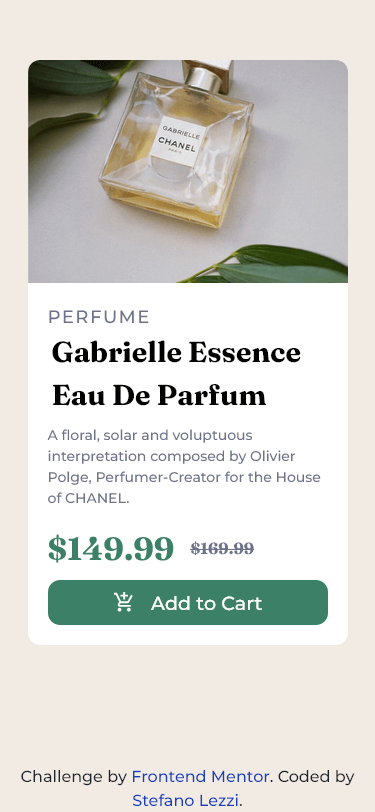 GABRIELLE
CHANEL
PARIS
PERFUME
Gabrielle Essence
Eau De Parfum
A floral, solar and voluptuous
interpretation composed by Olivier
Polge, Perfumer-Creator for the House
of CHANEL.
$149.99 $169.99
Add to Cart
Challenge by Frontend Mentor. Coded by
Stefano Lezzi.